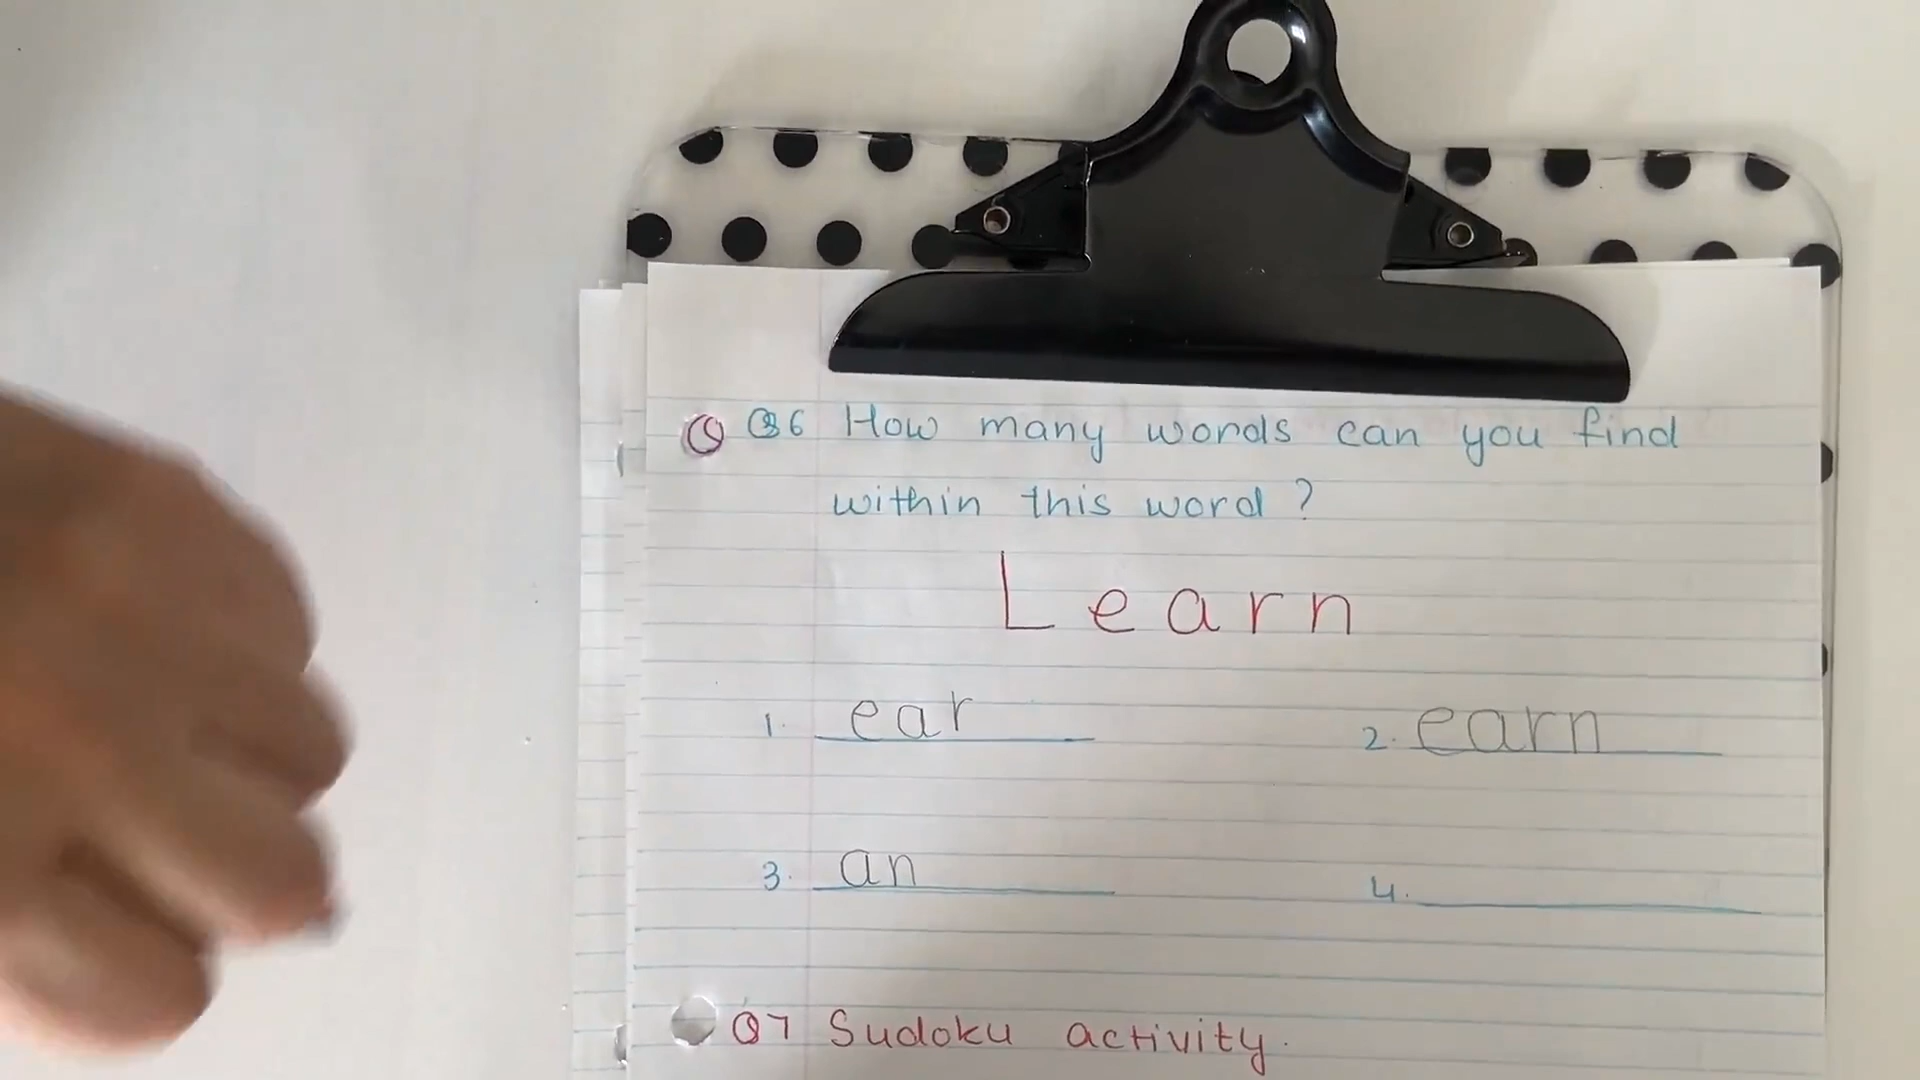 Q6 How many words can you find
within this word ?
Learn
1. ear 2. earn
3. an 4.
Q7 Sudoku activity.